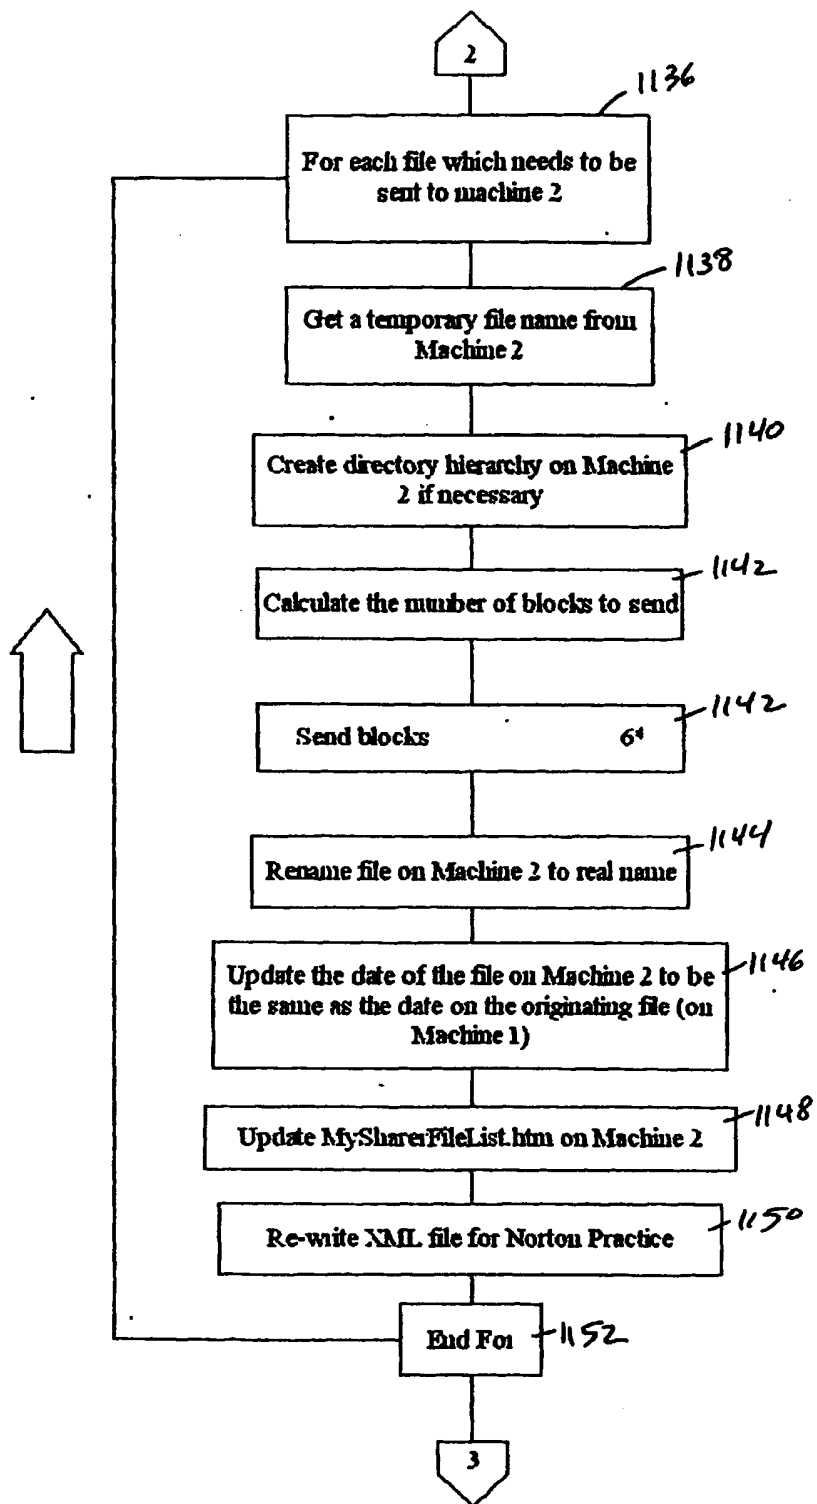 2
1136
For each file which needs to be
sent to machine 2
1138
Get a temporary file name from
Machine 2
1140
Create directory hierarchy on Machine
2 if necessary
1142
Calculate the number of blocks to send
1142
Send blocks 6*
1144
Rename file on Machine 2 to real name
1146
Update the date of the file on Machine 2 to be
the same as the date on the originating file (on
Machine 1)
1148
Update MySharerFileList.htm on Machine 2
1150
Re-write XML file for Norton Practice
End For
1152
3